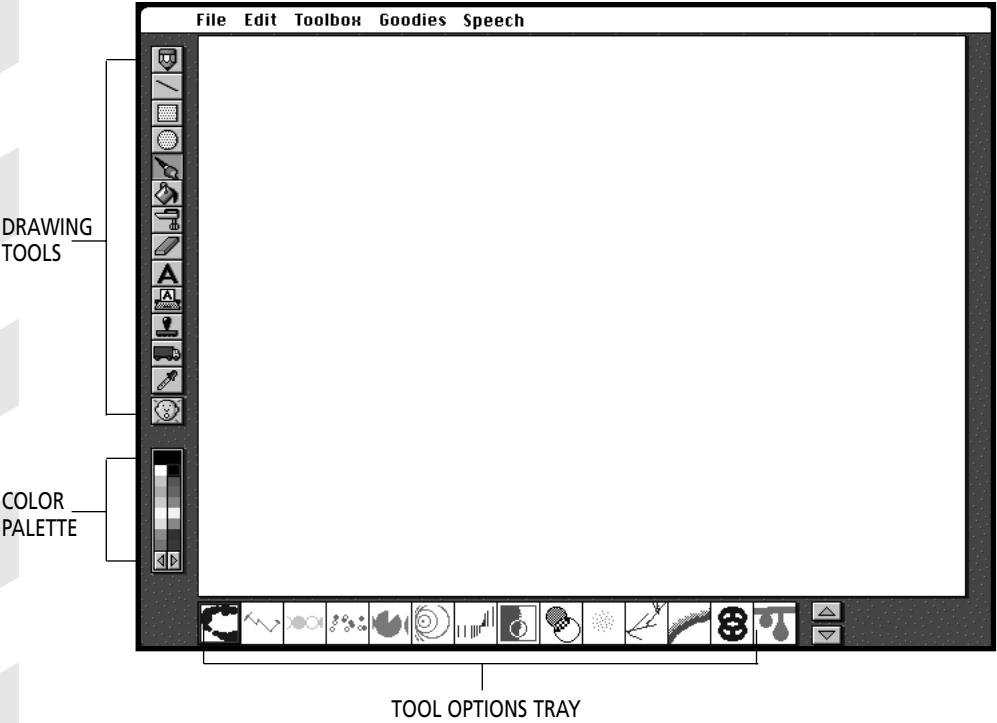 File Edit Toolbox Goodies Speech
DRAWING
TOOLS
A
A
COLOR
PALETTE
TOOL OPTIONS TRAY